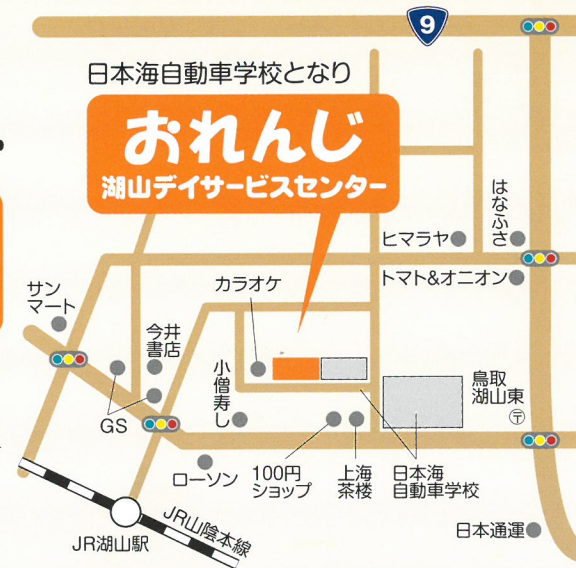 9
日本海自動車学校となり
おれんじ
湖山デイサービスセンター
はなふさ
ヒマラヤ
トマト&オニオン
カラオケ
サン
マート
今井
書店
小僧寿し
鳥取
湖山東
〒
GS
ローソン
100円
ショップ
上海
茶楼
日本海
自動車学校
JR山陰本線
JR湖山駅
日本通運